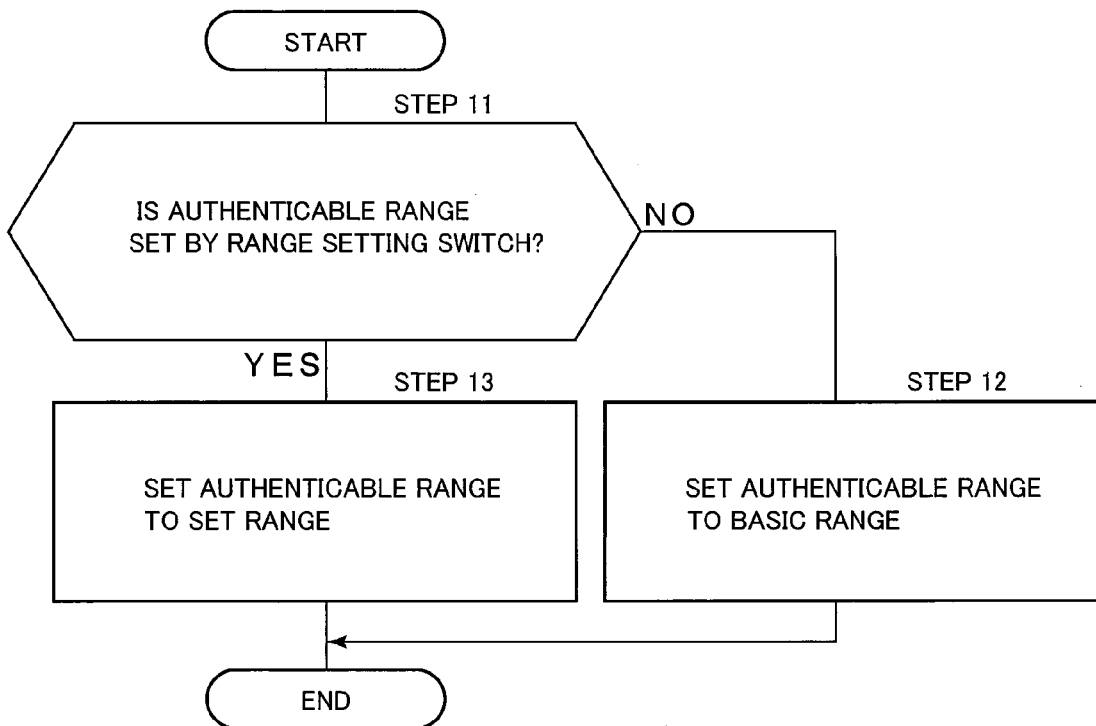 START
STEP 11
IS AUTHENTICABLE RANGE
SET BY RANGE SETTING SWITCH?
NO
YES
STEP 13
STEP 12
SET AUTHENTICABLE RANGE
TO SET RANGE
SET AUTHENTICABLE RANGE
TO BASIC RANGE
END